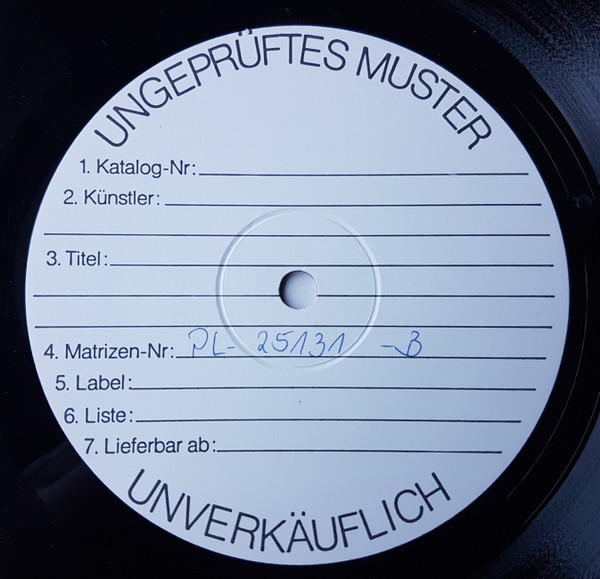 UNGEPRÜFTES MUSTER
1. Katalog-Nr:
2. Künstler:
3. Titel:
4. Matrizen-Nr: PL- 25131 -B
5. Label:
6. Liste:
7. Lieferbar ab:
UNVERKÄUFLICH